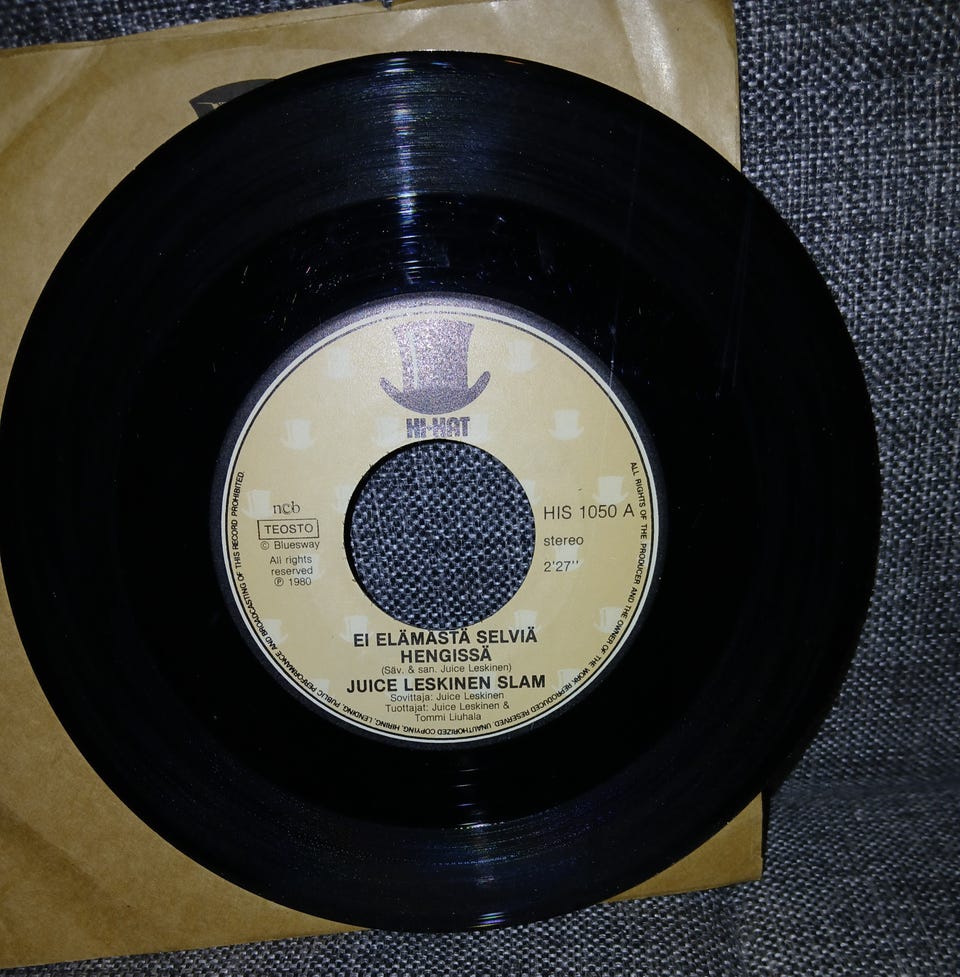 HI-HAT
ncb
TEOSTO
© Bluesway
All rights
reserved
℗ 1980
HIS 1050 A
stereo
2'27''
EI ELÄMÄSTÄ SELVIÄ
HENGISSÄ
(Säv. & san. Juice Leskinen)
JUICE LESKINEN SLAM
Sovittaja: Juice Leskinen
Tuottajat: Juice Leskinen &
Tommi Liuhala
ALL RIGHTS OF THE PRODUCER AND THE OWNER OF THE WORK REPRODUCED RESERVED. UNAUTHORIZED COPYING, HIRING, LENDING, PUBLIC PERFORMANCE AND BROADCASTING OF THIS RECORD PROHIBITED.